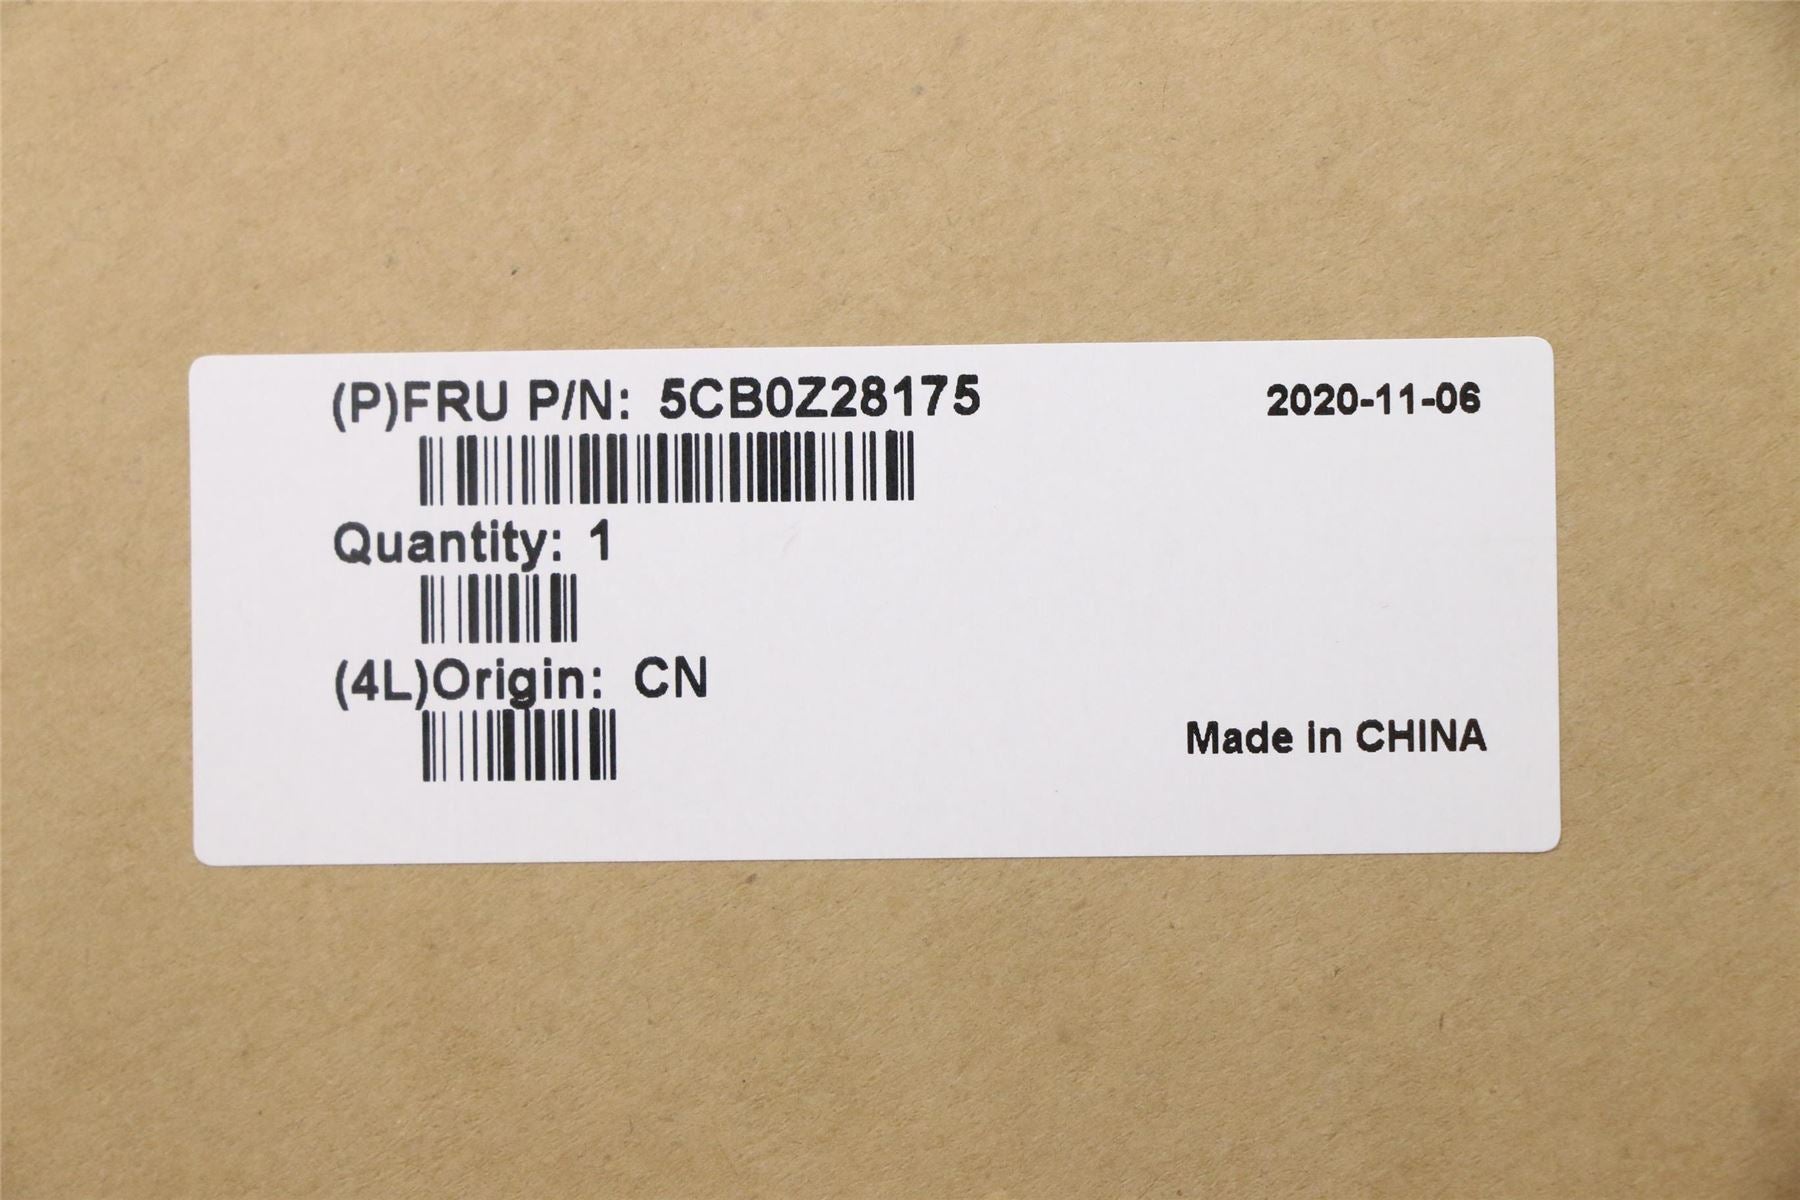 (P)FRU P/N: 5CB0Z28175
2020-11-06
Quantity: 1
(4L)Origin: CN
Made in CHINA